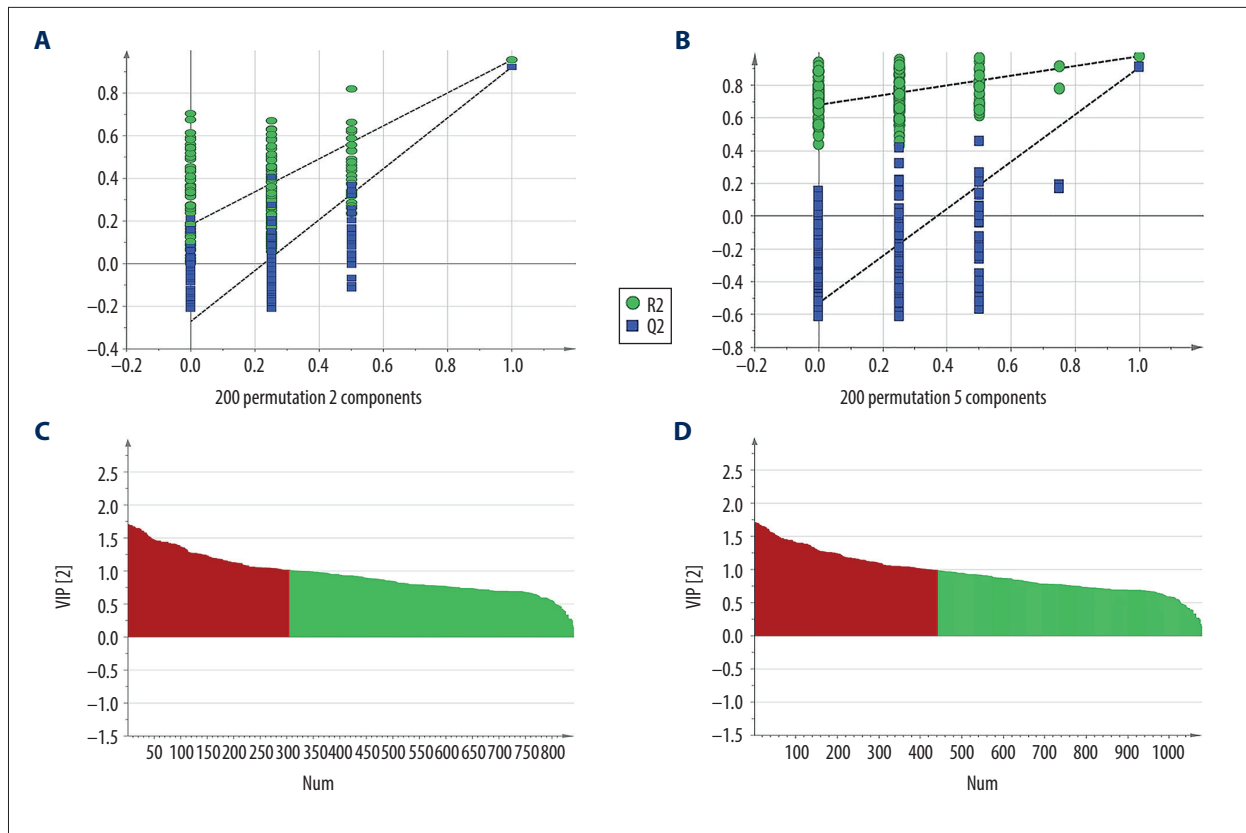 A
0.8
0.6
0.4
0.2
0.0
−0.2
−0.4
−0.2 0.0 0.2 0.4 0.6 0.8 1.0
200 permutation 2 components
R2
Q2
B
0.8
0.6
0.4
0.2
0.0
−0.2
−0.4
−0.6
−0.8
−0.2 0.0 0.2 0.4 0.6 0.8 1.0
200 permutation 5 components
C
VIP [2]
2.5
2.0
1.5
1.0
0.5
0.0
−0.5
−1.0
−1.5
50 100 150 200 250 300 350 400 450 500 550 600 650 700 750 800
Num
D
VIP [2]
2.5
2.0
1.5
1.0
0.5
0.0
−0.5
−1.0
−1.5
100 200 300 400 500 600 700 800 900 1000
Num